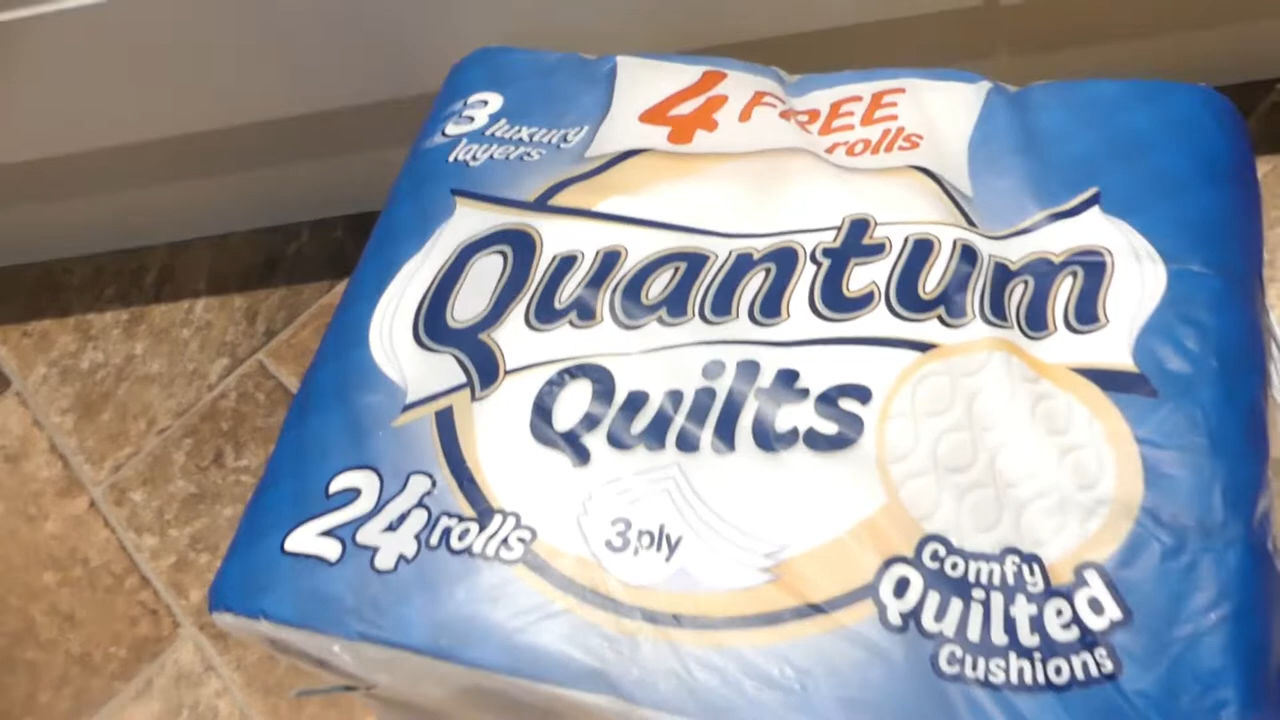 3 luxury
layers
4 FREE
rolls
Quantum
Quilts
24 rolls
3ply
Comfy
Quilted
Cushions